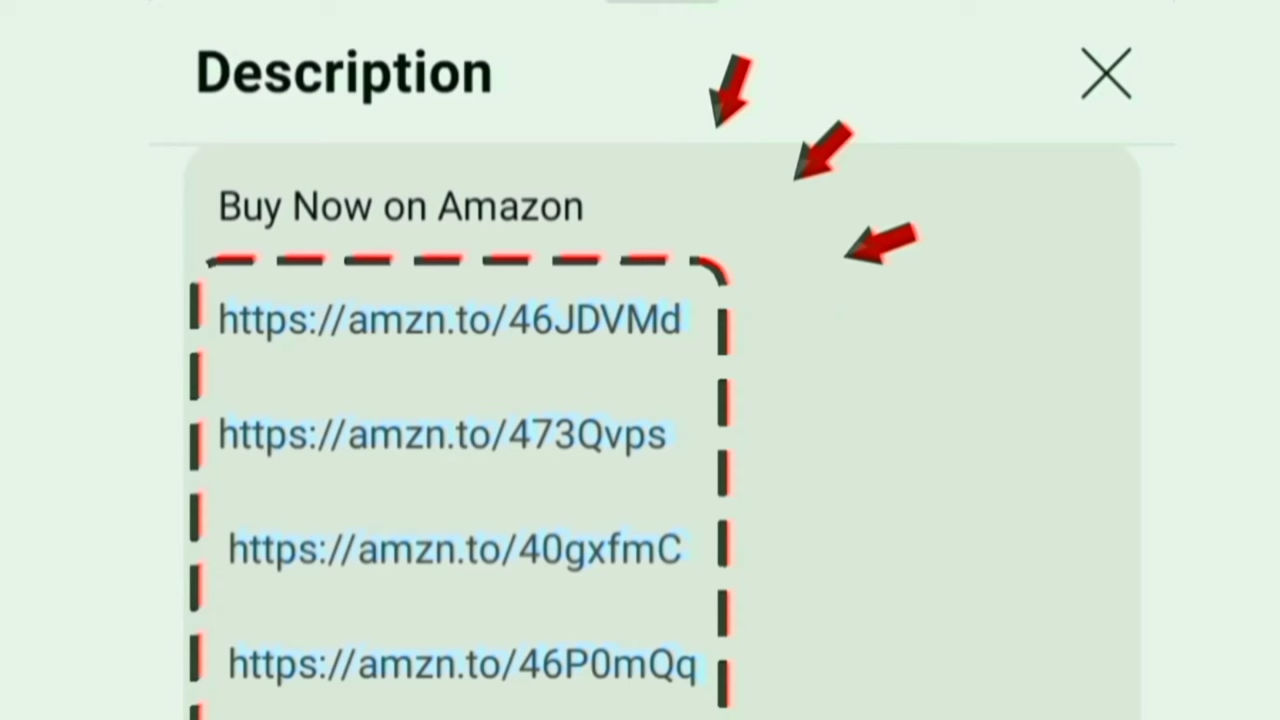 Description
Buy Now on Amazon
https://amzn.to/46JDVMd
https://amzn.to/473Qvps
https://amzn.to/40gxfmC
https://amzn.to/46P0mQq